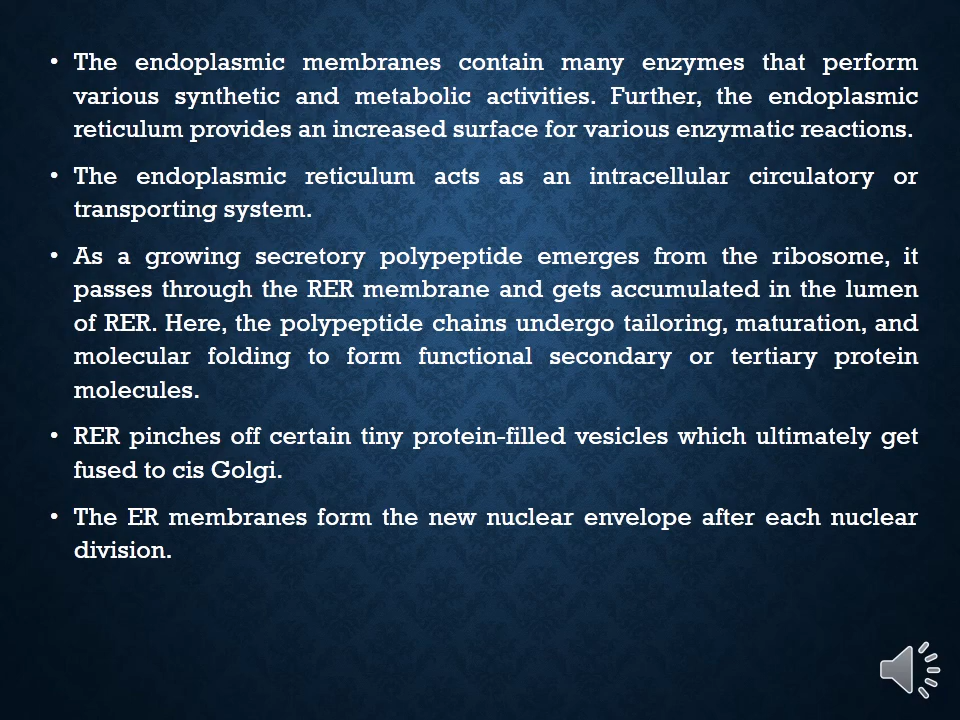 • The endoplasmic membranes contain many enzymes that perform
various synthetic and metabolic activities. Further, the endoplasmic
reticulum provides an increased surface for various enzymatic reactions.
• The endoplasmic reticulum acts as an intracellular circulatory or
transporting system.
• As a growing secretory polypeptide emerges from the ribosome, it
passes through the RER membrane and gets accumulated in the lumen
of RER. Here, the polypeptide chains undergo tailoring, maturation, and
molecular folding to form functional secondary or tertiary protein
molecules.
• RER pinches off certain tiny protein-filled vesicles which ultimately get
fused to cis Golgi.
• The ER membranes form the new nuclear envelope after each nuclear
division.